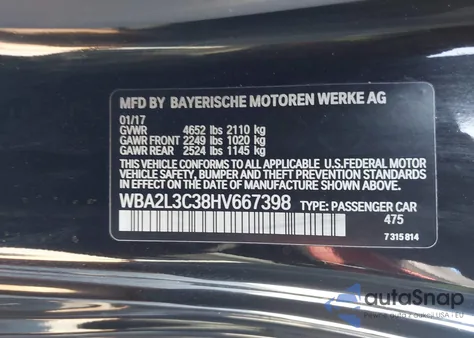 MFD BY BAYERISCHE MOTOREN WERKE AG
01/17
GVWR 4652 lbs 2110 kg
GAWR FRONT 2249 lbs 1020 kg
GAWR REAR 2524 lbs 1145 kg
THIS VEHICLE CONFORMS TO ALL APPLICABLE U.S.FEDERAL MOTOR
VEHICLE SAFETY, BUMPER AND THEFT PREVENTION STANDARDS
IN EFFECT ON THE DATE OF MANUFACTURE SHOWN ABOVE.
WBA2L3C38HV667398 TYPE: PASSENGER CAR
475
7 315 814
autoSnap